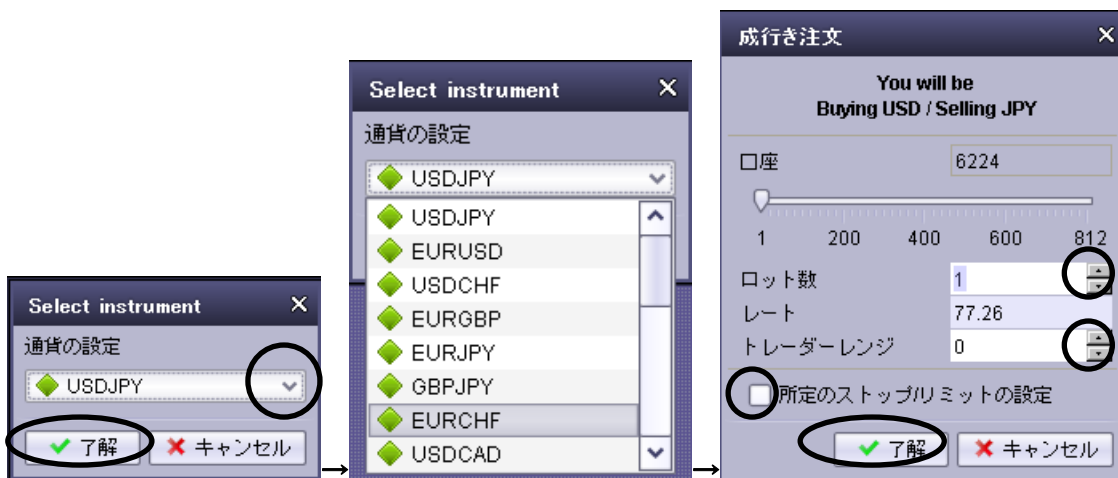 Select instrument
通貨の設定
USDJPY
了解
キャンセル
→
Select instrument
通貨の設定
USDJPY
USDJPY
EURUSD
USDCHF
EURGBP
EURJPY
GBPJPY
EURCHF
USDCAD
→
成行き注文
You will be
Buying USD / Selling JPY
口座 6224
1 200 400 600 812
ロット数 1
レート 77.26
トレーダーレンジ 0
所定のストップ/リミットの設定
了解
キャンセル